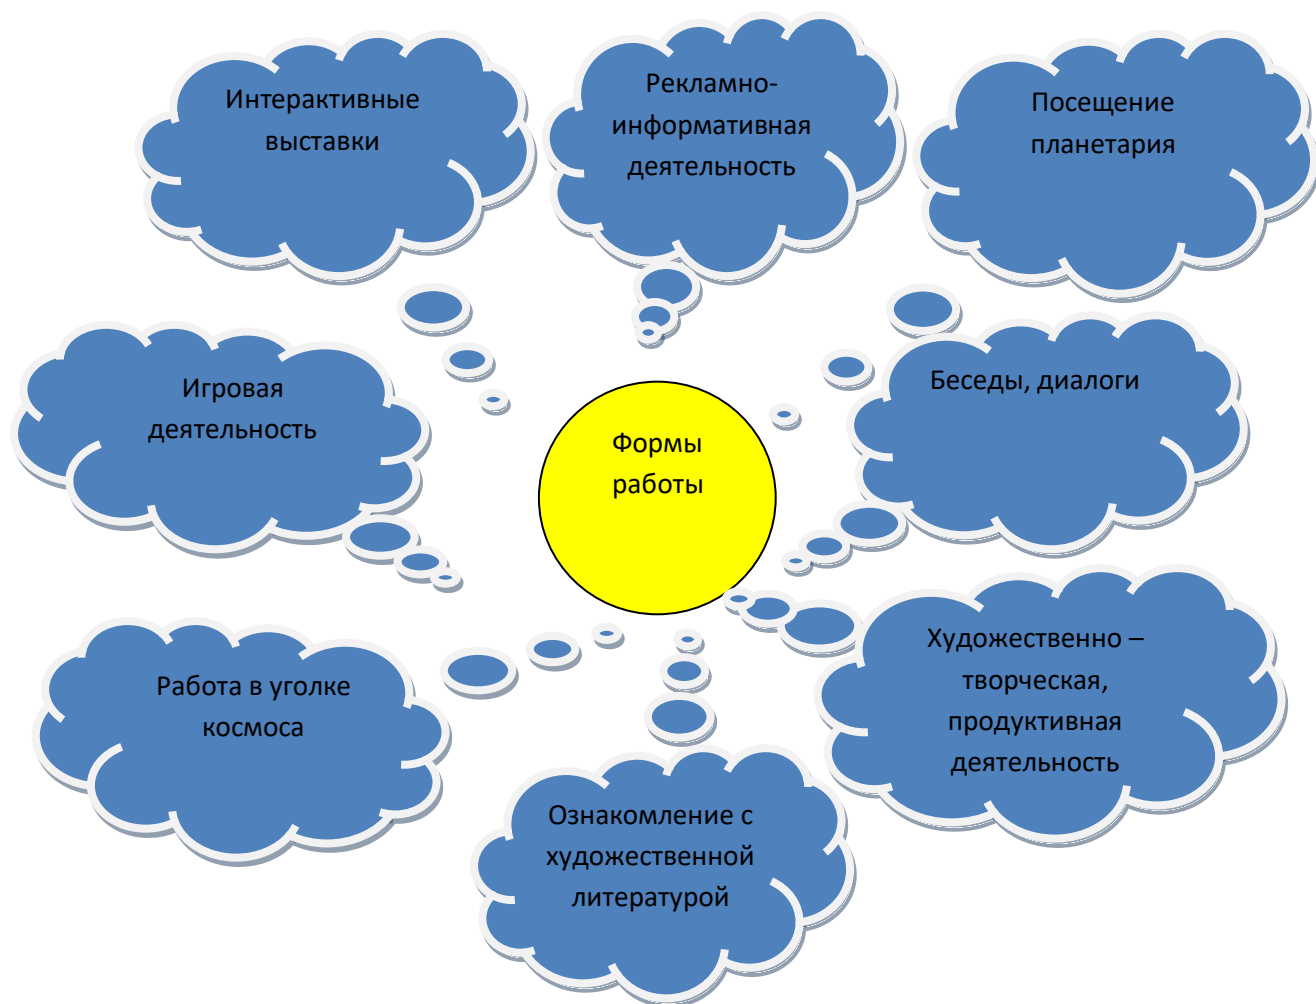 Интерактивные
выставки
Рекламно-
информативная
деятельность
Посещение
планетария
Игровая
деятельность
Формы
работы
Беседы, диалоги
Работа в уголке
космоса
Ознакомление с
художественной
литературой
Художественно –
творческая,
продуктивная
деятельность